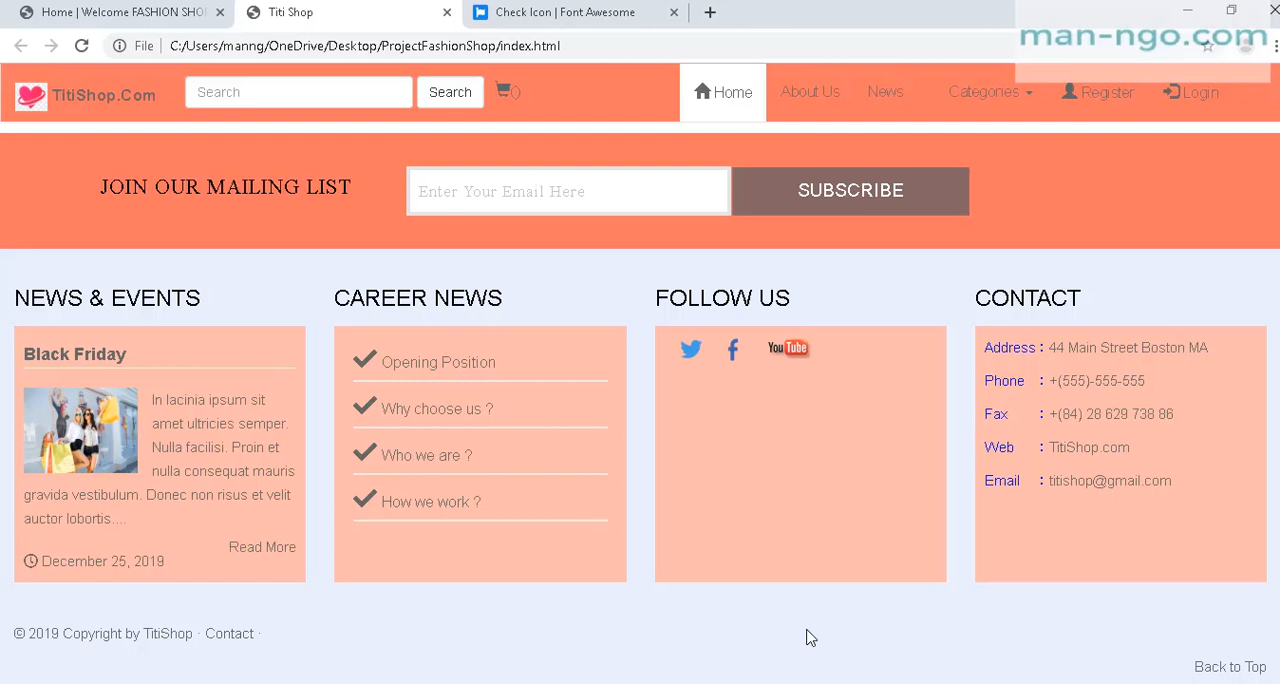 Home | Welcome FASHION SHO
Titi Shop
Check Icon | Font Awesome
File
C:/Users/manng/OneDrive/Desktop/ProjectFashionShop/index.html
man-ngo.com
TitiShop.Com
Search
Search
()
Home
About Us
News
Categories
Register
Login
JOIN OUR MAILING LIST
Enter Your Email Here
SUBSCRIBE
NEWS & EVENTS
Black Friday
In lacinia ipsum sit
amet ultricies semper.
Nulla facilisi. Proin et
nulla consequat mauris
gravida vestibulum. Donec non risus et velit
auctor lobortis....
Read More
December 25, 2019
CAREER NEWS
Opening Position
Why choose us ?
Who we are ?
How we work ?
FOLLOW US
You Tube
CONTACT
Address : 44 Main Street Boston MA
Phone : +(555)-555-555
Fax : +(84) 28 629 738 86
Web : TitiShop.com
Email : titishop@gmail.com
© 2019 Copyright by TitiShop · Contact ·
Back to Top